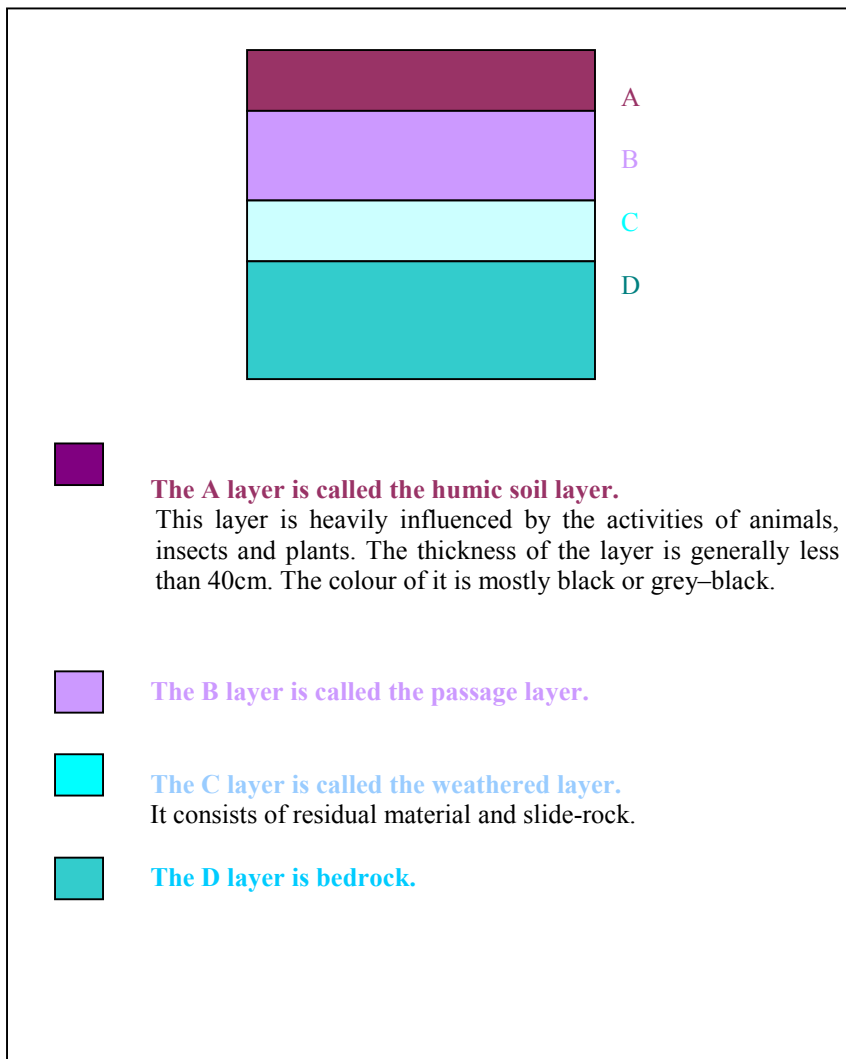 A
B
C
D
The A layer is called the humic soil layer.
This layer is heavily influenced by the activities of animals,
insects and plants. The thickness of the layer is generally less
than 40cm. The colour of it is mostly black or grey–black.
The B layer is called the passage layer.
The C layer is called the weathered layer.
It consists of residual material and slide-rock.
The D layer is bedrock.